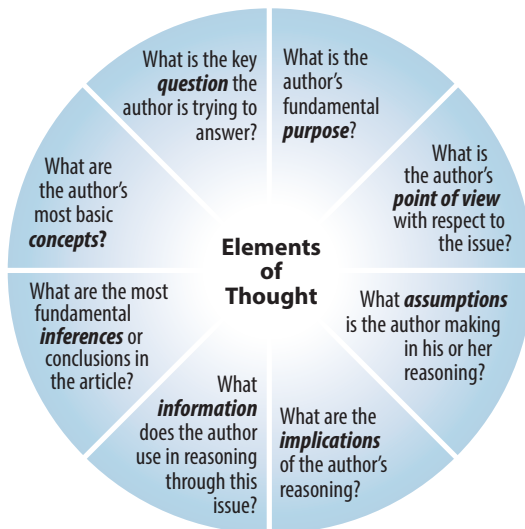 What is the key
question the
author is trying to
answer?
What is
the author's
fundamental
purpose?
What is
the author's
point of view
with respect to
the issue?
What assumptions
is the author making
in his or her
reasoning?
What are the
implications
of the author's
reasoning?
What
information
does the author
use in reasoning
through this
issue?
What are the most
fundamental
inferences or
conclusions in
the article?
What are
the author's
most basic
concepts?
Elements
of
Thought